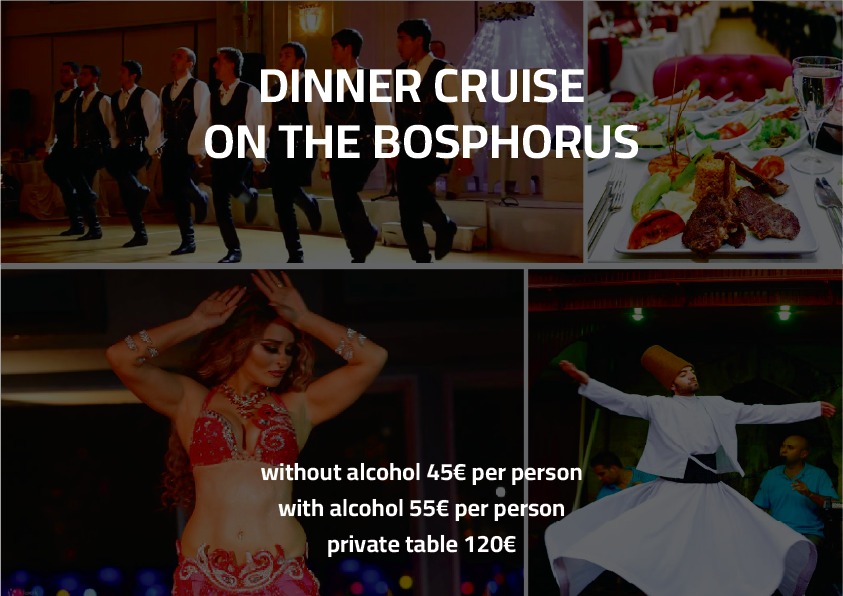 DINNER CRUISE
ON THE BOSPHORUS
without alcohol 45€ per person
with alcohol 55€ per person
private table 120€